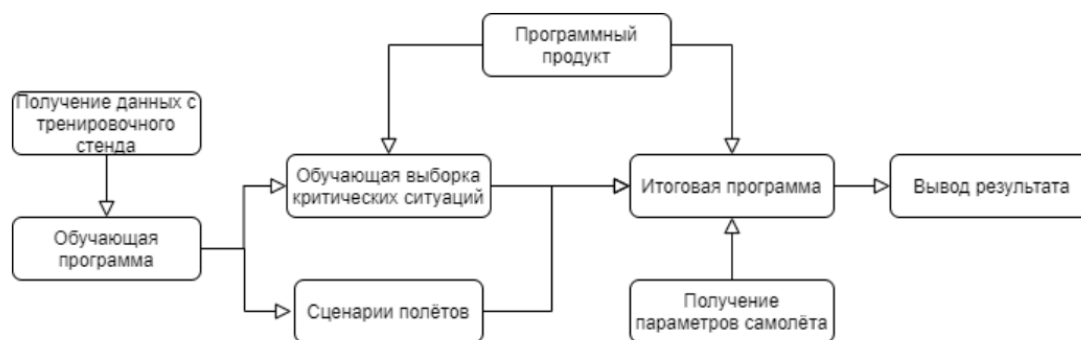 Программный
продукт
Получение данных с
тренировочного
стенда
Обучающая выборка
критических ситуаций
Итоговая программа
Вывод результата
Обучающая
программа
Сценарии полётов
Получение
параметров самолёта